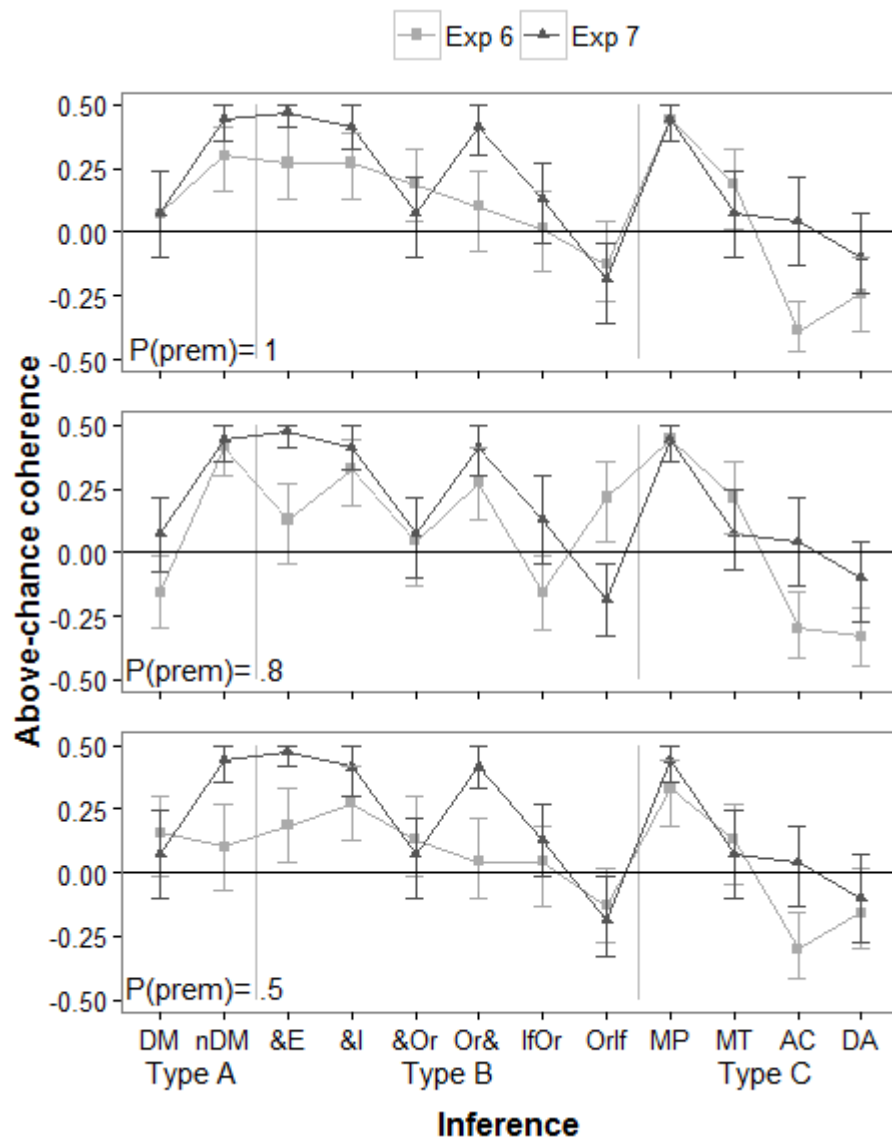 Exp 6 Exp 7
Above-chance coherence
0.50
0.25
0.00
-0.25
-0.50
P(prem)= 1
0.50
0.25
0.00
-0.25
-0.50
P(prem)= .8
0.50
0.25
0.00
-0.25
-0.50
P(prem)= .5
DM nDM &E &I &Or Or& IfOr OrIf MP MT AC DA
Type A Type B Type C
Inference